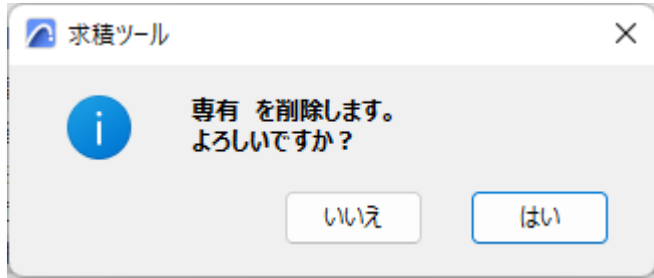 求積ツール
専有 を削除します。
よろしいですか？
いいえ
はい